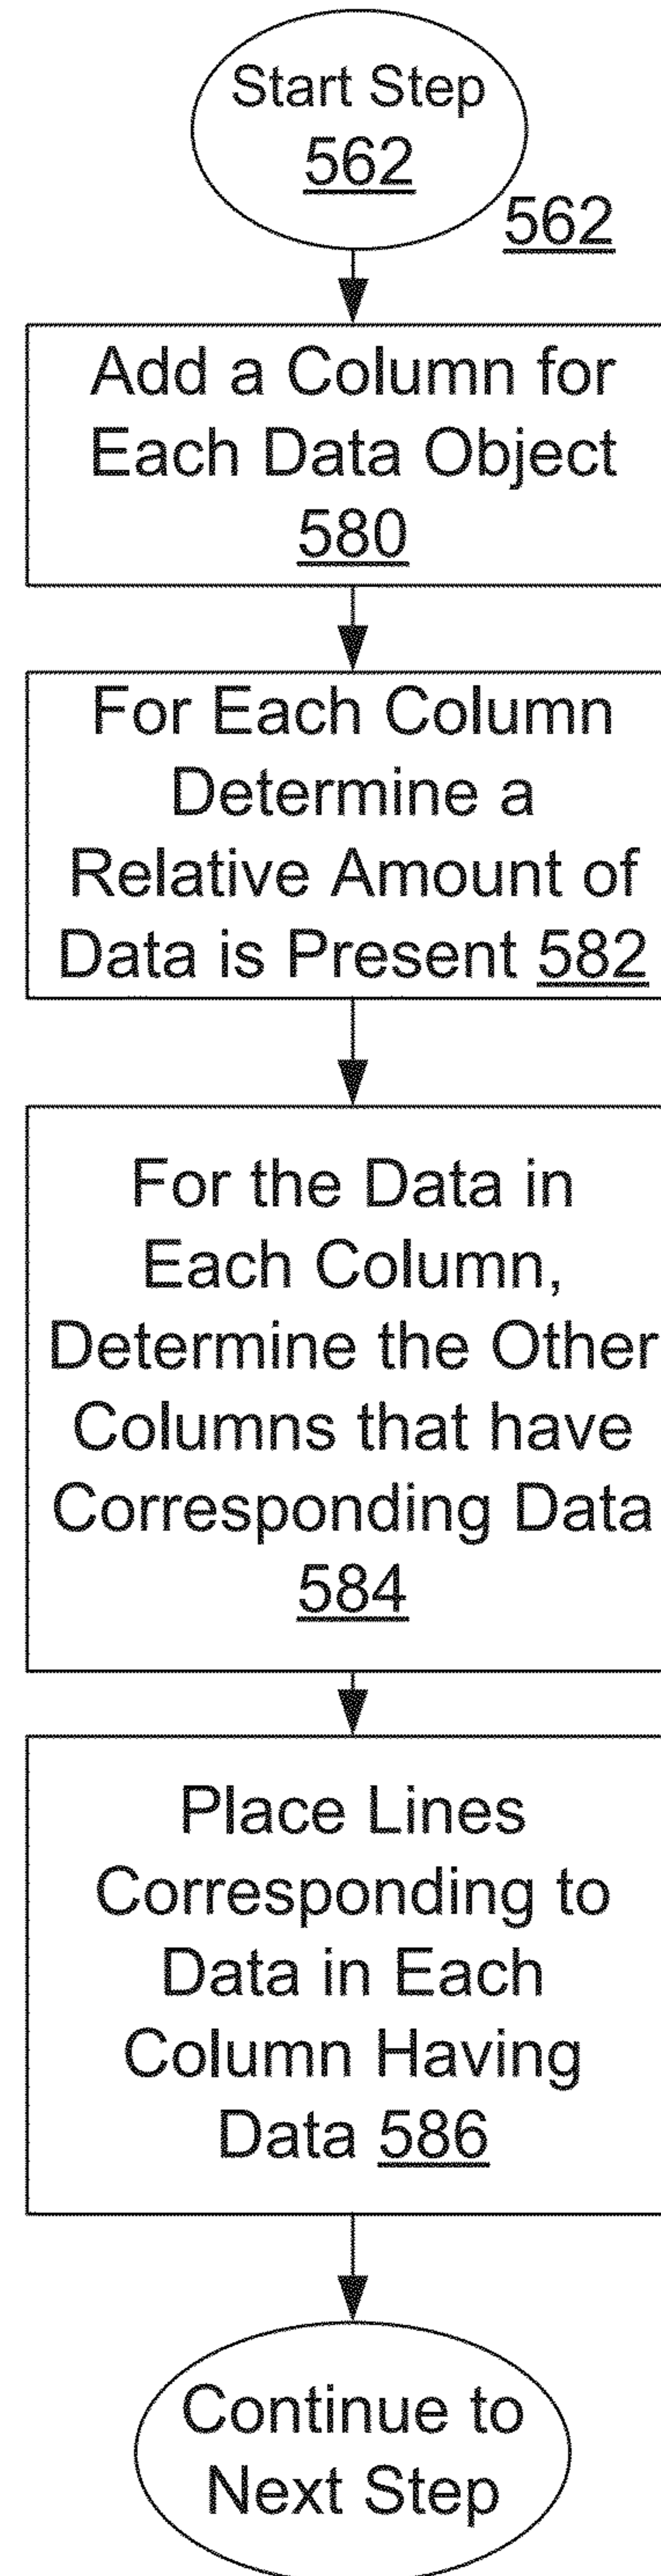 Start Step
562
562
Add a Column for
Each Data Object
580
For Each Column
Determine a
Relative Amount of
Data is Present 582
For the Data in
Each Column,
Determine the Other
Columns that have
Corresponding Data
584
Place Lines
Corresponding to
Data in Each
Column Having
Data 586
Continue to
Next Step